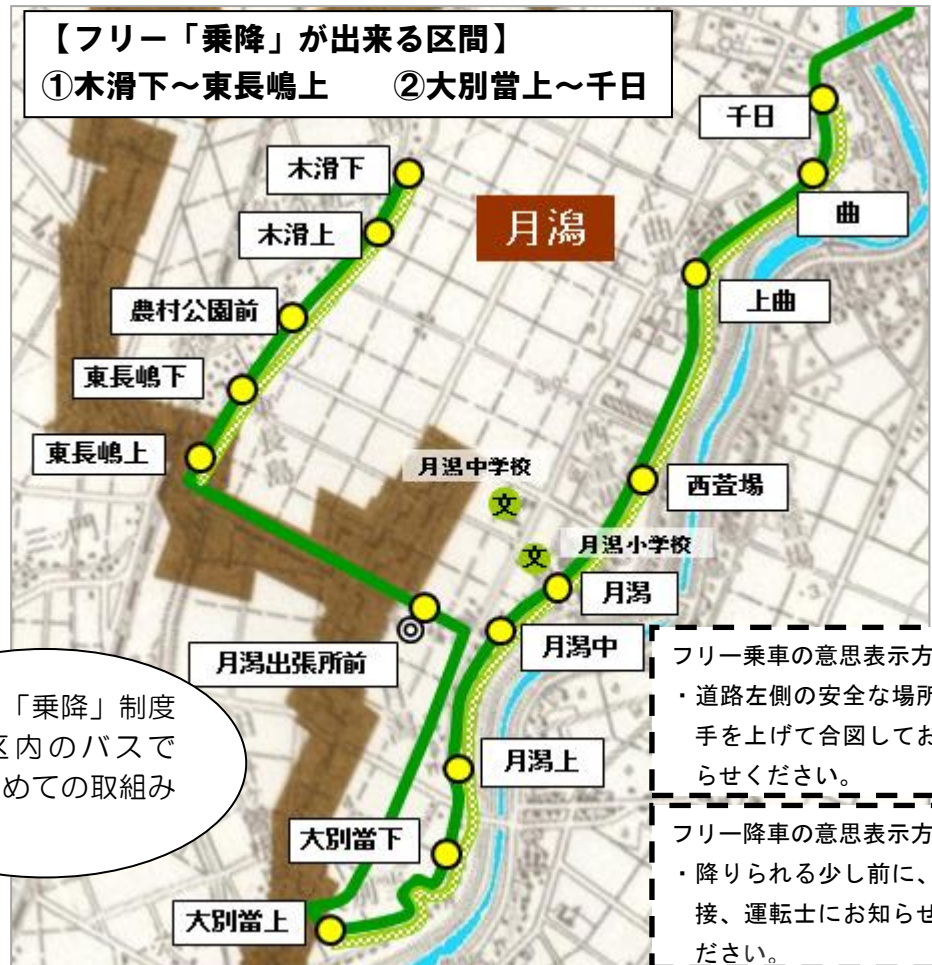 【フリー「乗降」が出来る区間】
①木滑下～東長嶋上　②大別當上～千日
千日
木滑下
曲
木滑上
月潟
上曲
農村公園前
東長嶋下
東長嶋上
月潟中学校
文
西萱場
文
月潟小学校
月潟
月潟中
月潟出張所前
フリー乗車の意思表示方
・道路左側の安全な場所
手を上げて合図してお
らせください。
「乗降」制度
区内のバスで
めての取組み
月潟上
大別當下
フリー降車の意思表示方
・降りられる少し前に、
接、運転士にお知らせ
ださい。
大別當上